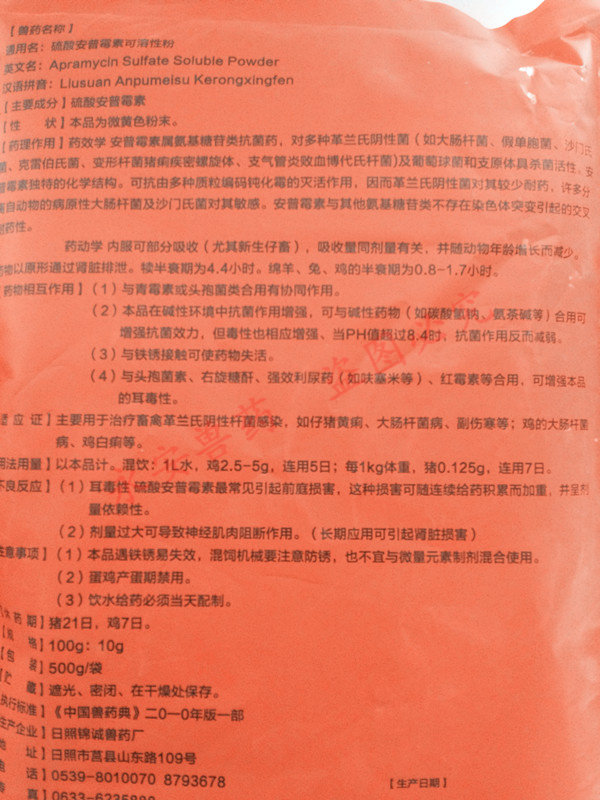 【兽药名称】
通用名：硫酸安普霉素可溶性粉
英文名：Apramycin Sulfate Soluble Powder
汉语拼音：Liusuan Anpumeisu Kerongxingfen
【主要成分】硫酸安普霉素
【性 状】本品为微黄色粉末。
【药理作用】药效学 安普霉素属氨基糖苷类抗菌药，对多种革兰氏阴性菌（如大肠杆菌、假单胞菌、沙门氏
菌、克雷伯氏菌、变形杆菌猪痢疾密螺旋体、支气管炎败血博代氏杆菌）及葡萄球菌和支原体具杀菌活性。安
普霉素独特的化学结构。可抗由多种质粒编码钝化霉的灭活作用，因而革兰氏阴性菌对其较少耐药，许多分
离自动物的病原性大肠杆菌及沙门氏菌对其敏感。安普霉素与其他氨基糖苷类不存在染色体突变引起的交叉
耐药性。
药动学 内服可部分吸收（尤其新生仔畜），吸收量同剂量有关，并随动物年龄增长而减少。
药物以原形通过肾脏排泄。犊半衰期为4.4小时。绵羊、兔、鸡的半衰期为0.8-1.7小时。
【药物相互作用】（1）与青霉素或头孢菌类合用有协同作用。
（2）本品在碱性环境中抗菌作用增强，可与碱性药物（如碳酸氢钠、氨茶碱等）合用可
增强抗菌效力，但毒性也相应增强、当PH值超过8.4时，抗菌作用反而减弱。
（3）与铁锈接触可使药物失活。
（4）与头孢菌素、右旋糖酐、强效利尿药（如呋塞米等）、红霉素等合用，可增强本品
的耳毒性。
适应证】主要用于治疗畜禽革兰氏阴性杆菌感染，如仔猪黄痢、大肠杆菌病、副伤寒等；鸡的大肠杆菌
病、鸡白痢等。
用法用量】以本品计。混饮：1L水，鸡2.5-5g，连用5日；每1kg体重，猪0.125g，连用7日。
不良反应】（1）耳毒性 硫酸安普霉素最常见引起前庭损害，这种损害可随连续给药积累而加重，并呈剂
量依赖性。
（2）剂量过大可导致神经肌肉阻断作用。（长期应用可引起肾脏损害）
注意事项】（1）本品遇铁锈易失效，混饲机械要注意防锈，也不宜与微量元素制剂混合使用。
（2）蛋鸡产蛋期禁用。
（3）饮水给药必须当天配制。
休药期】猪21日，鸡7日。
【规 格】100g：10g
【包 装】500g/袋
【贮 藏】遮光、密闭、在干燥处保存。
执行标准】《中国兽药典》二0一0年版一部
生产企业】日照锦诚兽药厂
地 址】日照市莒县山东路109号
电 话】0539-8010070 8793678
【生产日期】
传 真】0633-6235888